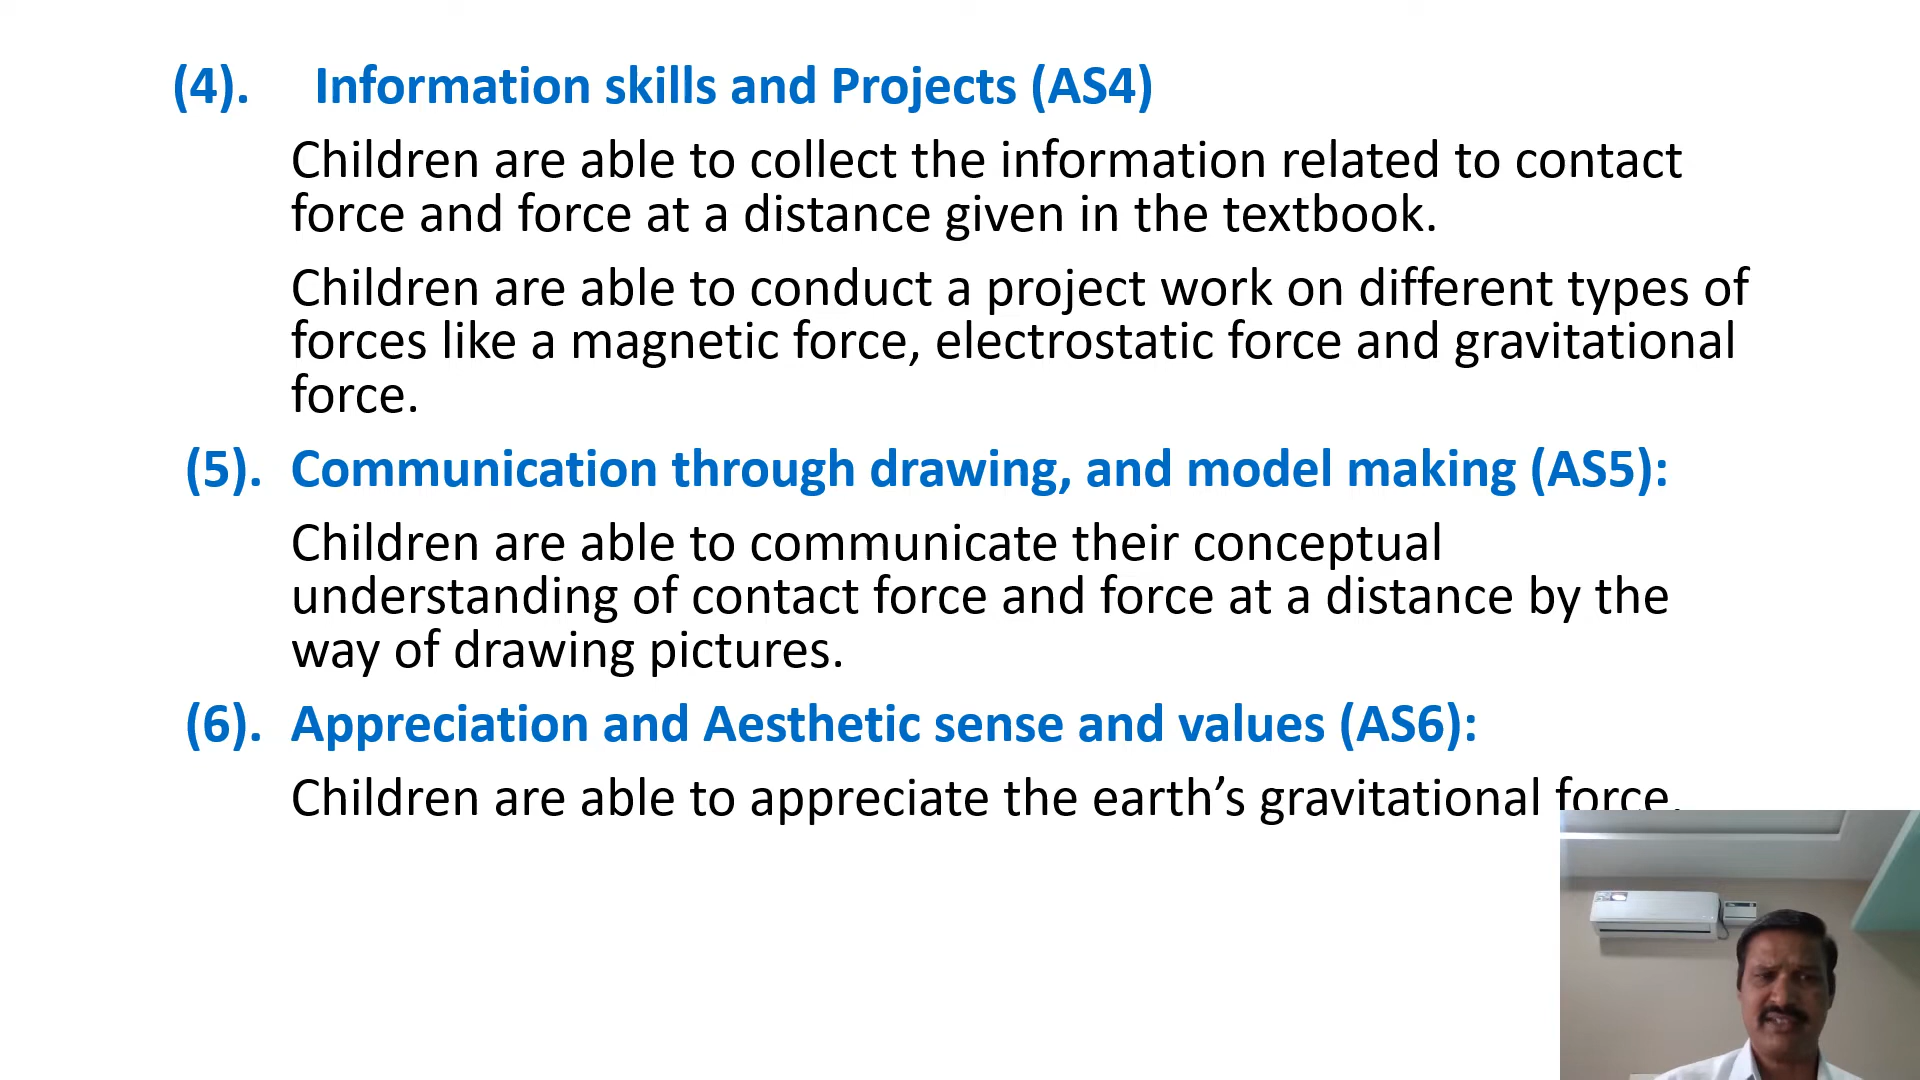 (4). Information skills and Projects (AS4)
Children are able to collect the information related to contact
force and force at a distance given in the textbook.
Children are able to conduct a project work on different types of
forces like a magnetic force, electrostatic force and gravitational
force.
(5). Communication through drawing, and model making (AS5):
Children are able to communicate their conceptual
understanding of contact force and force at a distance by the
way of drawing pictures.
(6). Appreciation and Aesthetic sense and values (AS6):
Children are able to appreciate the earth’s gravitational force.